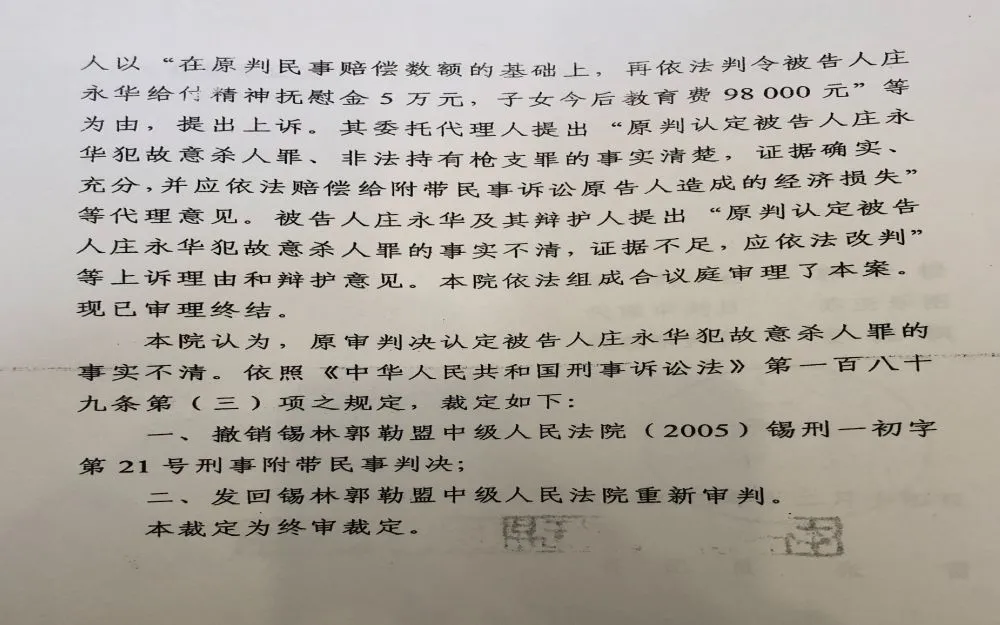 人以“在原判民事赔偿数额的基础上，再依法判令被告人庄
永华给付精神抚慰金5万元，子女今后教育费98 000元”等
为由，提出上诉。其委托代理人提出“原判认定被告人庄永
华犯故意杀人罪、非法持有枪支罪的事实清楚，证据确实、
充分，并应依法赔偿给附带民事诉讼原告人造成的经济损失”
等代理意见。被告人庄永华及其辩护人提出“原判认定被告
人庄永华犯故意杀人罪的事实不清，证据不足，应依法改判”
等上诉理由和辩护意见。本院依法组成合议庭审理了本案。
现已审理终结。
本院认为，原审判决认定被告人庄永华犯故意杀人罪的
事实不清。依照《中华人民共和国刑事诉讼法》第一百八十
九条第（三）项之规定，裁定如下：
一、撤销锡林郭勒盟中级人民法院（2005）锡刑一初字
第21号刑事附带民事判决；
二、发回锡林郭勒盟中级人民法院重新审判。
本裁定为终审裁定。